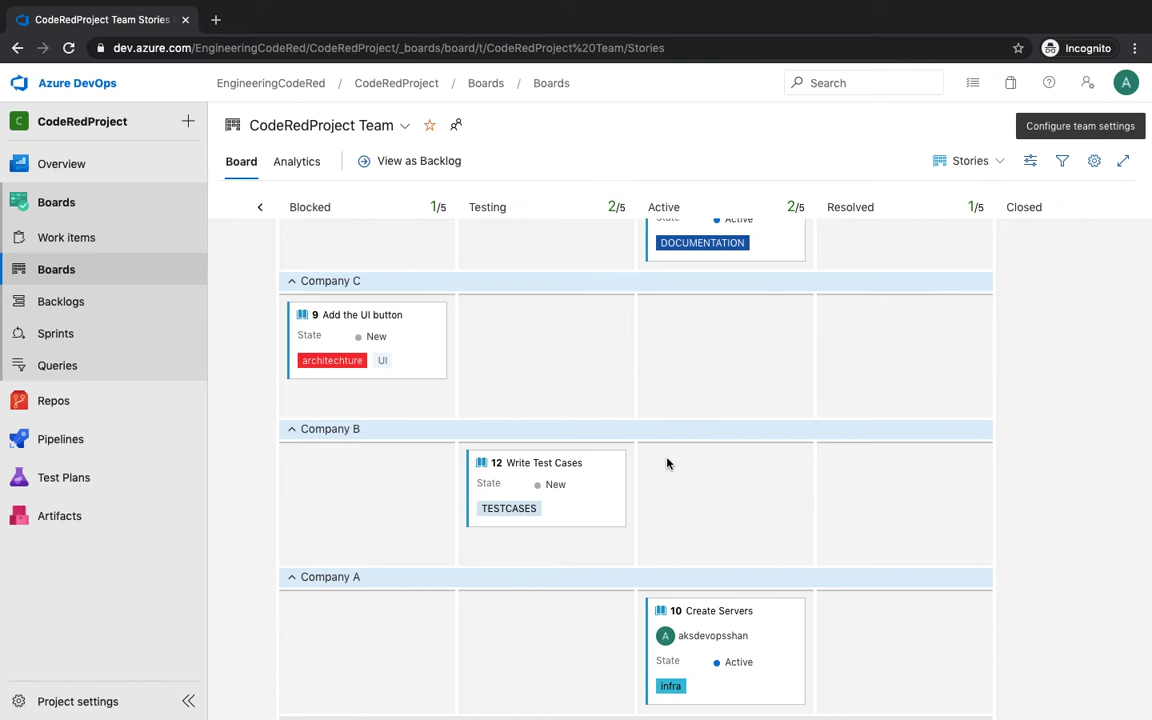 CodeRedProject Team Stories
dev.azure.com/EngineeringCodeRed/CodeRedProject/_boards/board/t/CodeRedProject%20Team/Stories
Incognito
Azure DevOps
EngineeringCodeRed / CodeRedProject / Boards / Boards
Search
A
C CodeRedProject
CodeRedProject Team
Configure team settings
Overview
Boards
Work items
Boards
Backlogs
Sprints
Queries
Repos
Pipelines
Test Plans
Artifacts
Project settings
Board Analytics View as Backlog
Stories
Blocked 1/5 Testing 2/5 Active 2/5 Resolved 1/5 Closed
State Active
DOCUMENTATION
Company C
9 Add the UI button
State New
architechture UI
Company B
12 Write Test Cases
State New
TESTCASES
Company A
10 Create Servers
A aksdevopsshan
State Active
infra